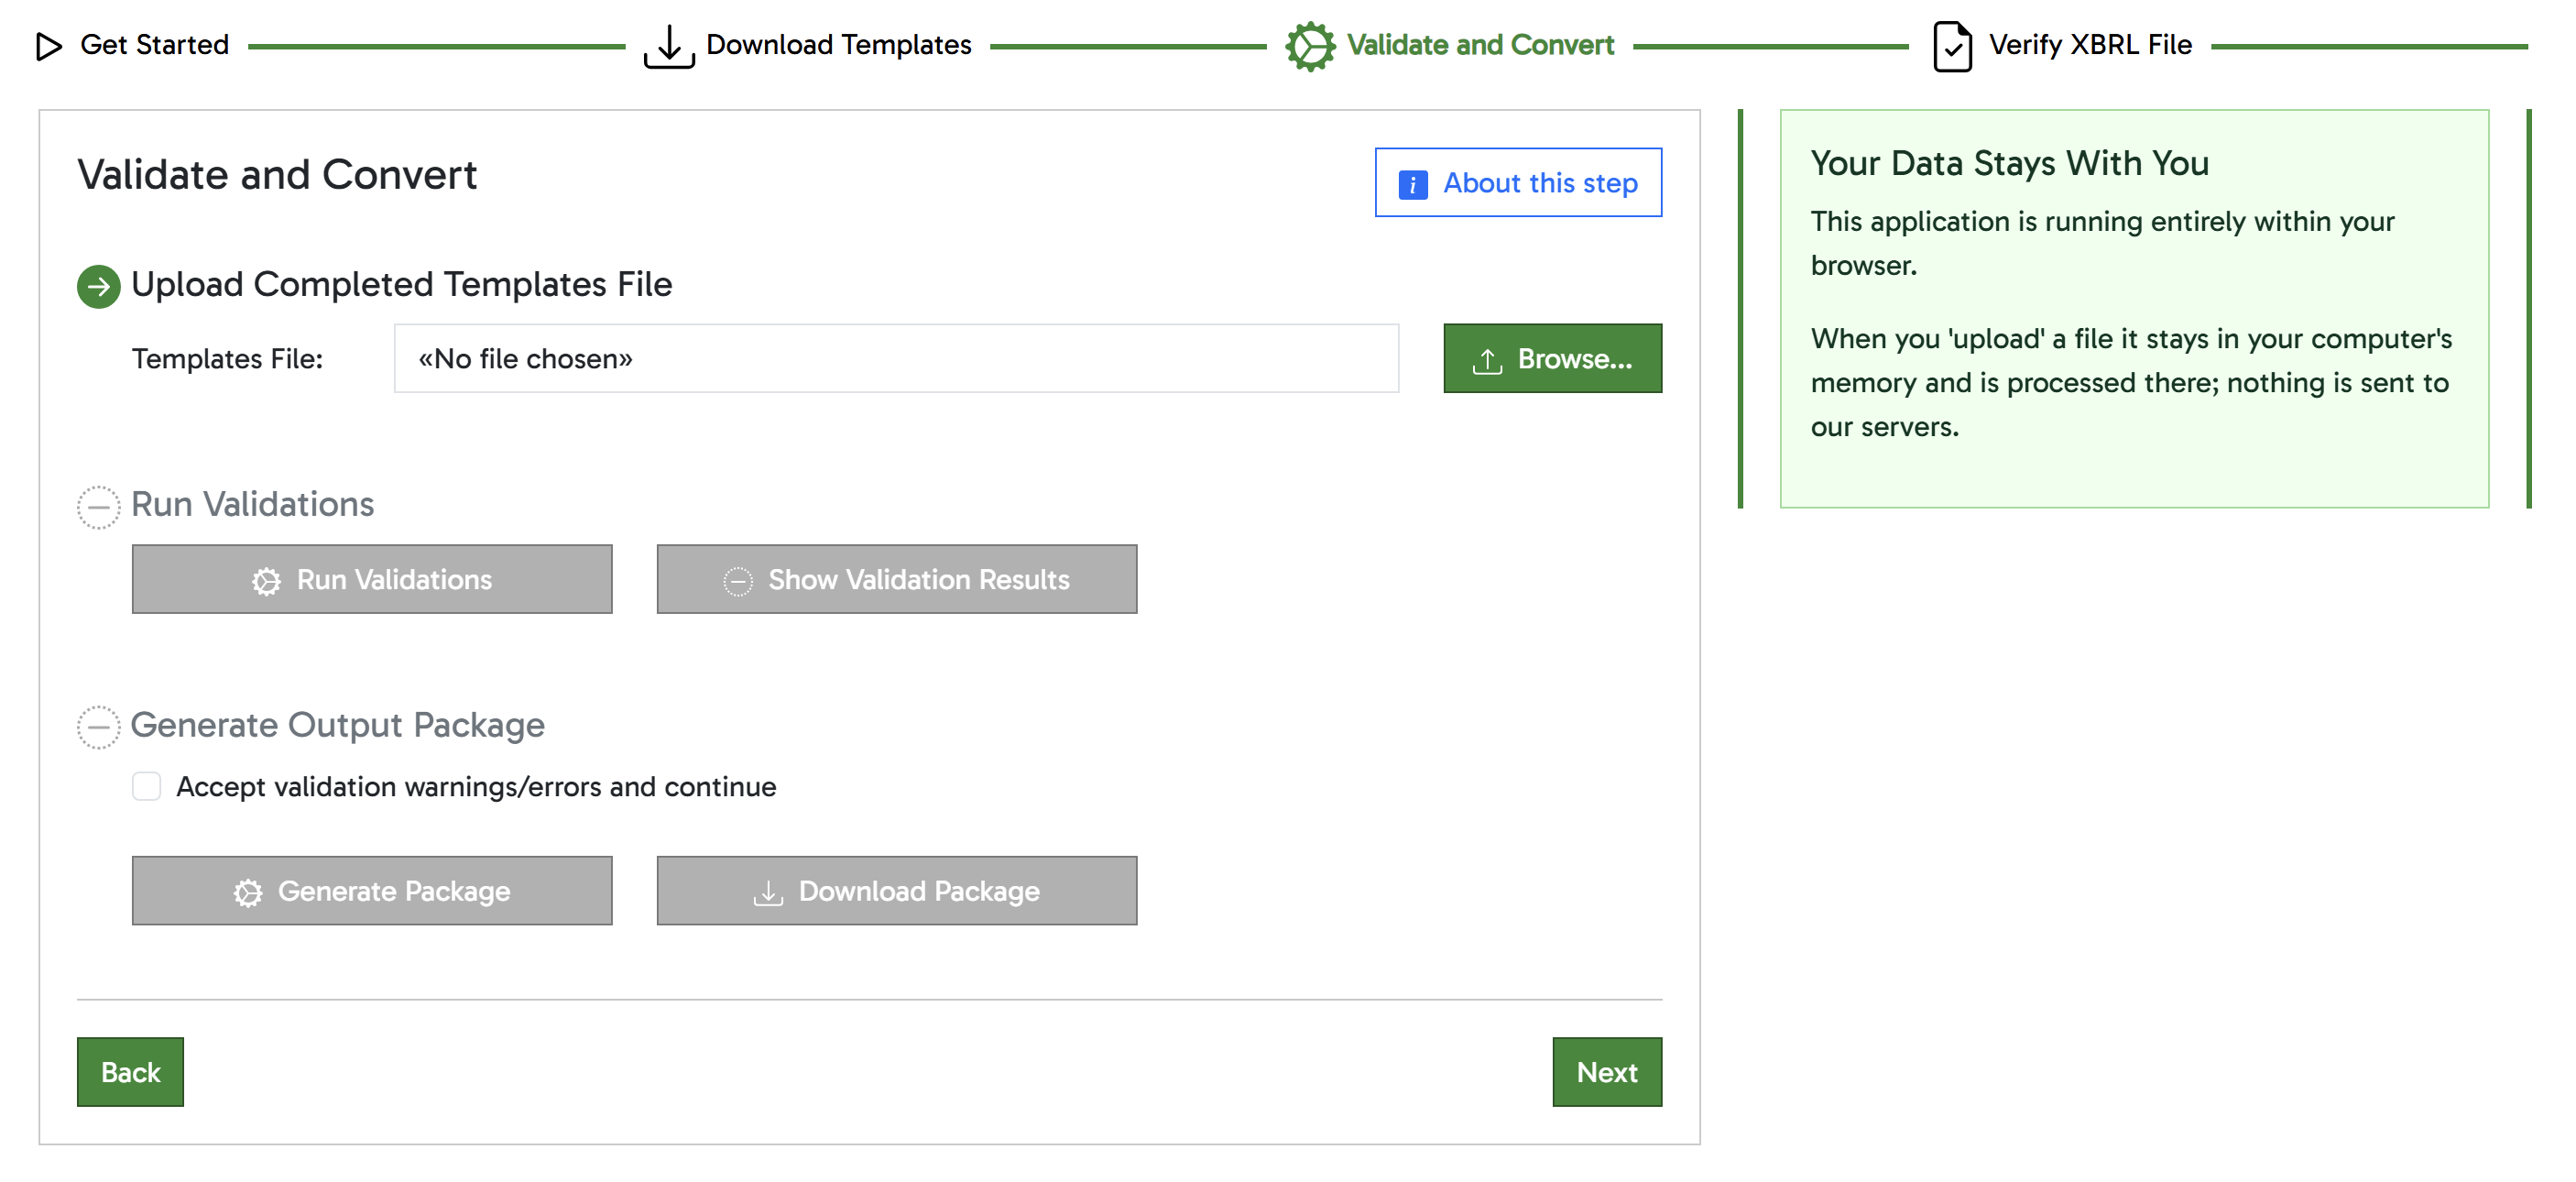 Get Started
Download Templates
Validate and Convert
Verify XBRL File
Validate and Convert
i About this step
Upload Completed Templates File
Templates File:
«No file chosen»
Browse...
Run Validations
Run Validations
Show Validation Results
Generate Output Package
Accept validation warnings/errors and continue
Generate Package
Download Package
Back
Next
Your Data Stays With You
This application is running entirely within your
browser.
When you 'upload' a file it stays in your computer's
memory and is processed there; nothing is sent to
our servers.